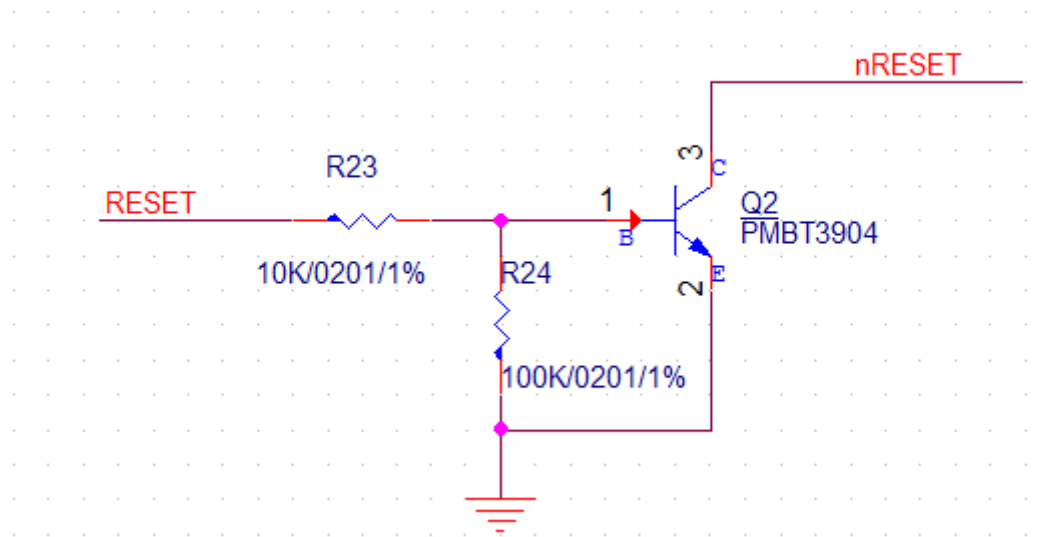 nRESET
3
C
R23
RESET
1
B
Q2
PMBT3904
10K/0201/1%
R24
E
2
100K/0201/1%